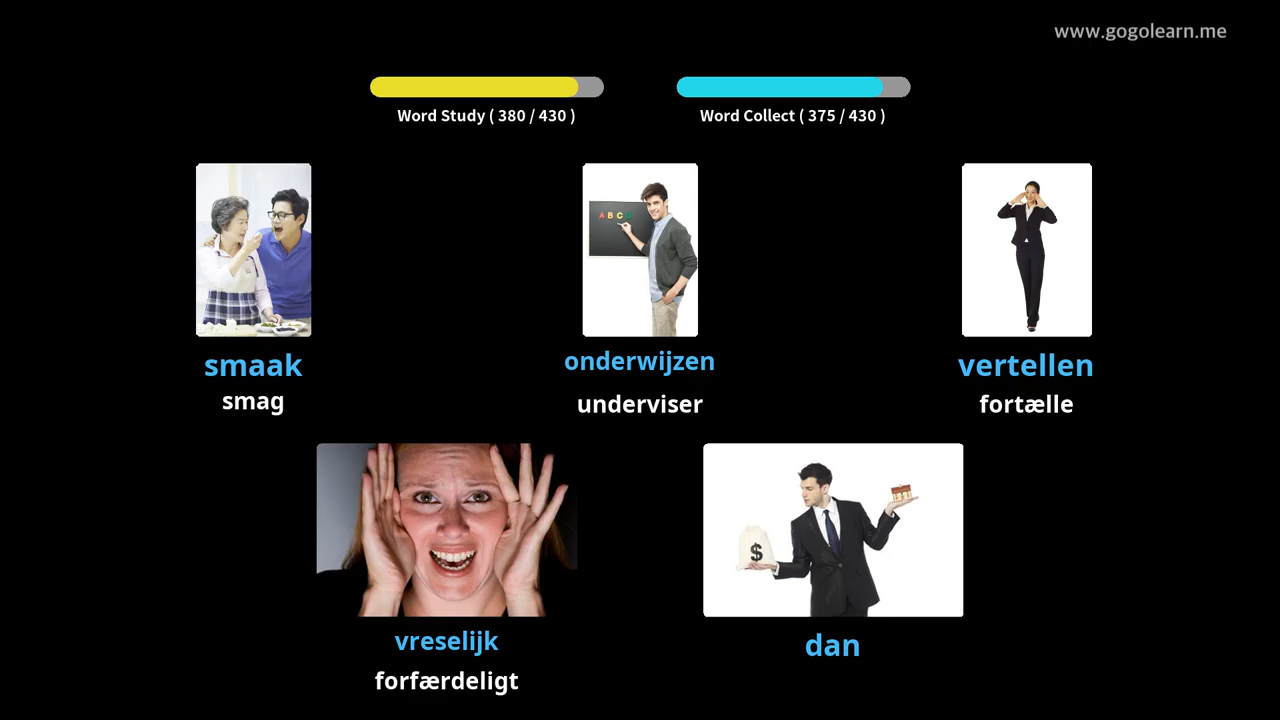 www.gogolearn.me
Word Study ( 380 / 430 )
Word Collect ( 375 / 430 )
A B C D
$
smaak
onderwijzen
vertellen
smag
underviser
fortælle
vreselijk
dan
forfærdeligt